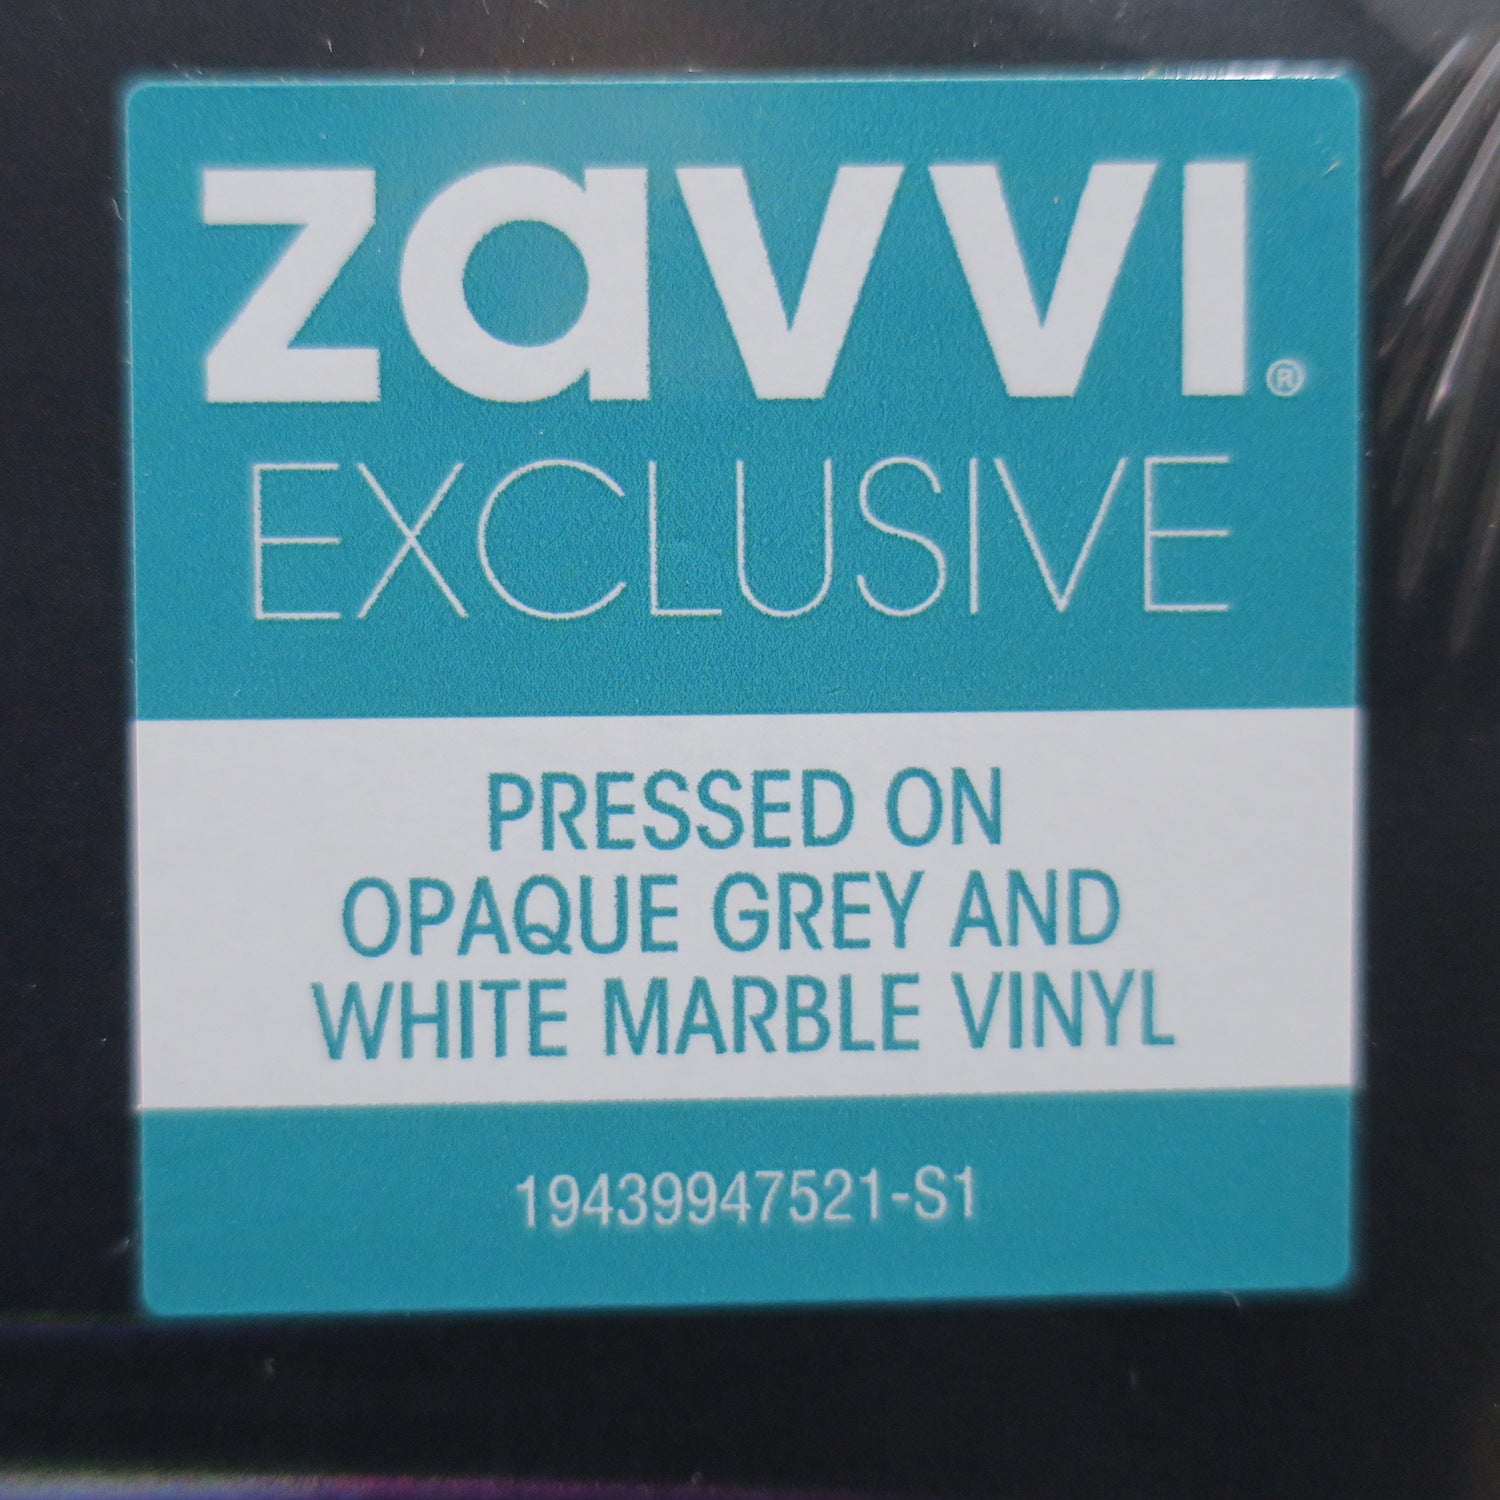 zavvi®
EXCLUSIVE
PRESSED ON
OPAQUE GREY AND
WHITE MARBLE VINYL
19439947521-S1